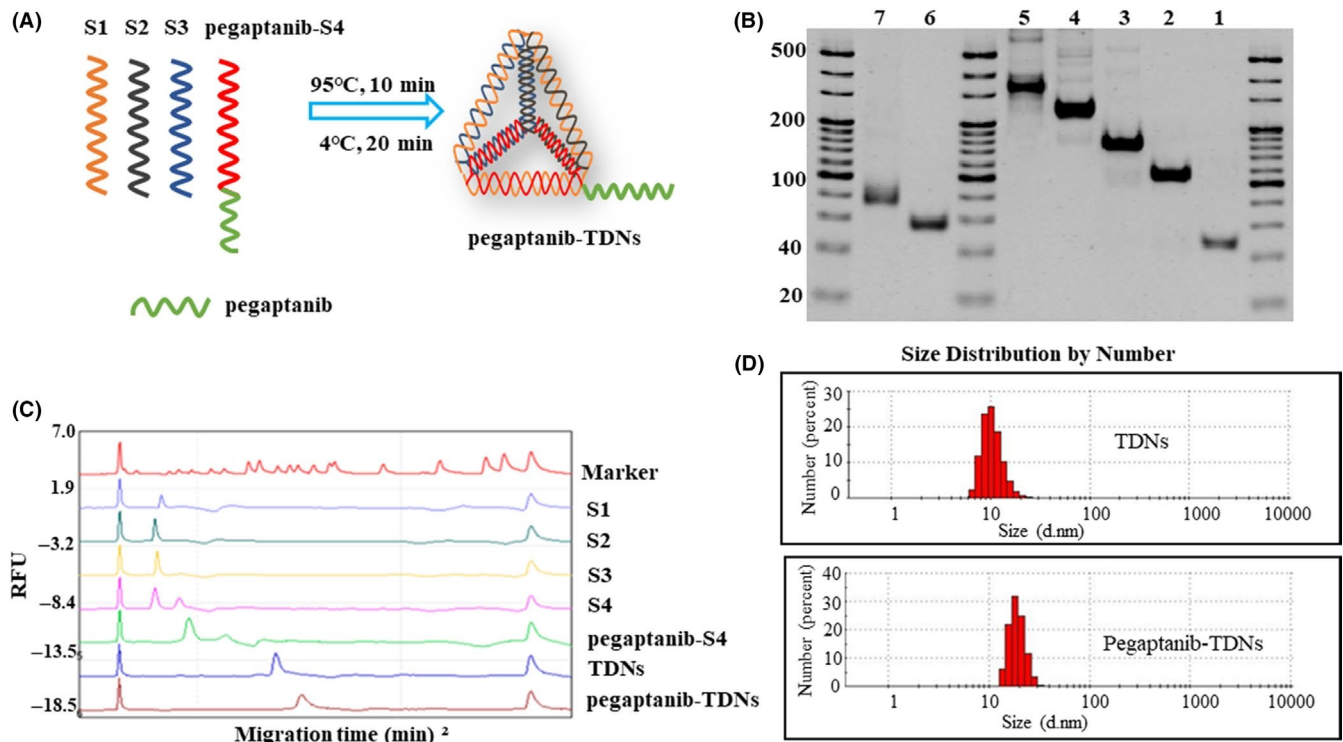 (A)
S1 S2 S3 pegaptanib-S4
95℃, 10 min
4℃, 20 min
pegaptanib-TDNs
pegaptanib
(B)
7 6 5 4 3 2 1
500
200
100
40
20
(C)
7.0
1.9
–3.2
–8.4
–13.5
–18.5
RFU
Marker
S1
S2
S3
S4
pegaptanib-S4
TDNs
pegaptanib-TDNs
Migration time (min) ²
(D)
Size Distribution by Number
Number (percent)
30
20
10
0
TDNs
1 10 100 1000 10000
Size (d.nm)
Number (percent)
40
30
20
10
0
Pegaptanib-TDNs
1 10 100 1000 10000
Size (d.nm)